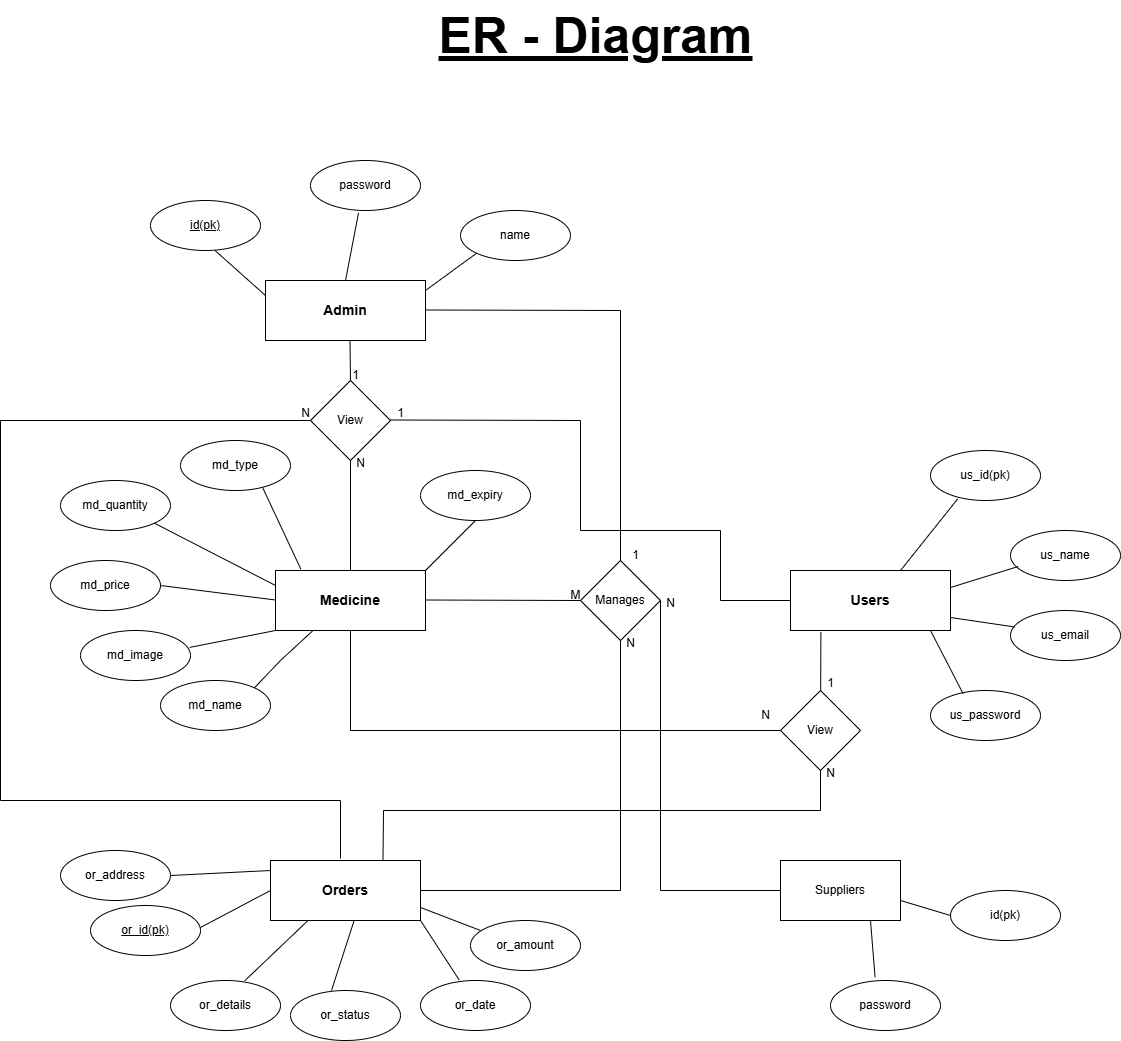 ER - Diagram
password
id(pk)
name
Admin
1
N
View
1
N
md_type
md_expiry
md_quantity
us_id(pk)
us_name
1
md_price
Medicine
M
Manages
N
Users
us_email
N
md_image
md_name
1
us_password
N
View
N
or_address
Orders
Suppliers
or_id(pk)
id(pk)
or_amount
or_details
or_status
or_date
password